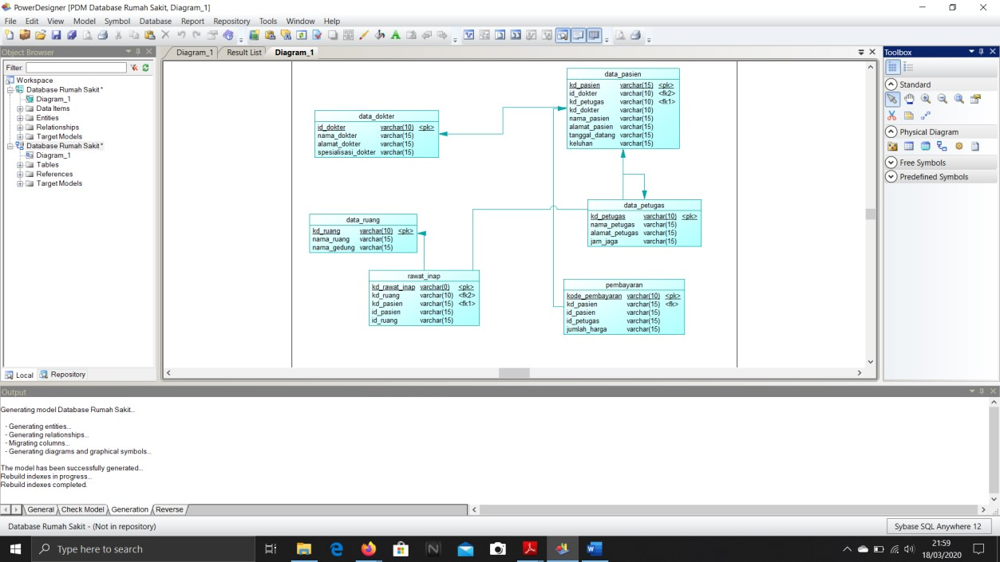 PowerDesigner [PDM Database Rumah Sakit, Diagram_1]
File Edit View Model Symbol Database Report Repository Tools Window Help
Object Browser
Diagram_1 Result List Diagram_1
Toolbox
Filter:
Workspace
Database Rumah Sakit *
Diagram_1
Data Items
Entities
Relationships
Target Models
Database Rumah Sakit *
Diagram_1
Tables
References
Target Models
Local Repository
data_dokter
id_dokter varchar(10) <pk>
nama_dokter varchar(15)
alamat_dokter varchar(15)
spesialisasi_dokter varchar(15)
data_pasien
kd_pasien varchar(15) <pk>
id_dokter varchar(10) <fk2>
kd_petugas varchar(10) <fk1>
kd_dokter varchar(10)
nama_pasien varchar(15)
alamat_pasien varchar(15)
tanggal_datang varchar(15)
keluhan varchar(15)
data_ruang
kd_ruang varchar(10) <pk>
nama_ruang varchar(15)
nama_gedung varchar(15)
data_petugas
kd_petugas varchar(10) <pk>
nama_petugas varchar(15)
alamat_petugas varchar(15)
jam_jaga varchar(15)
rawat_inap
kd_rawat_inap varchar(0) <pk>
kd_ruang varchar(10) <fk2>
kd_pasien varchar(15) <fk1>
id_pasien varchar(15)
id_ruang varchar(15)
pembayaran
kode_pembayaran varchar(10) <pk>
kd_pasien varchar(15) <fk>
id_pasien varchar(15)
id_petugas varchar(15)
jumlah_harga varchar(15)
Standard
Physical Diagram
Free Symbols
Predefined Symbols
Output
Generating model Database Rumah Sakit...
- Generating entities...
- Generating relationships...
- Migrating columns...
- Generating diagrams and graphical symbols...
The model has been successfully generated...
Rebuild indexes in progress...
Rebuild indexes completed.
General Check Model Generation Reverse
Database Rumah Sakit - (Not in repository)
Sybase SQL Anywhere 12
Type here to search
21:59
18/03/2020